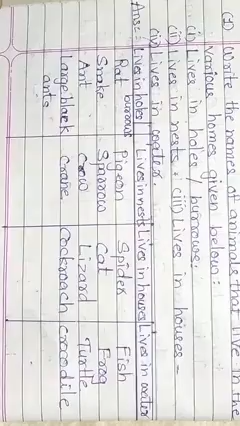 (7) Write the names of animals that live in the
various homes given below:
(i) Lives in holes / burrows.
(ii) Lives in nests. (iii) Lives in houses -
(iv) Lives in water.
Ans:- Lives in holes Lives in nests Lives in houses Lives in water
burrows
Rat Pigeon Spider Fish
Snake Sparrow Cat Frog
Ant Crow Lizard Turtle
Large black Crane Cockroach Crocodile
ants